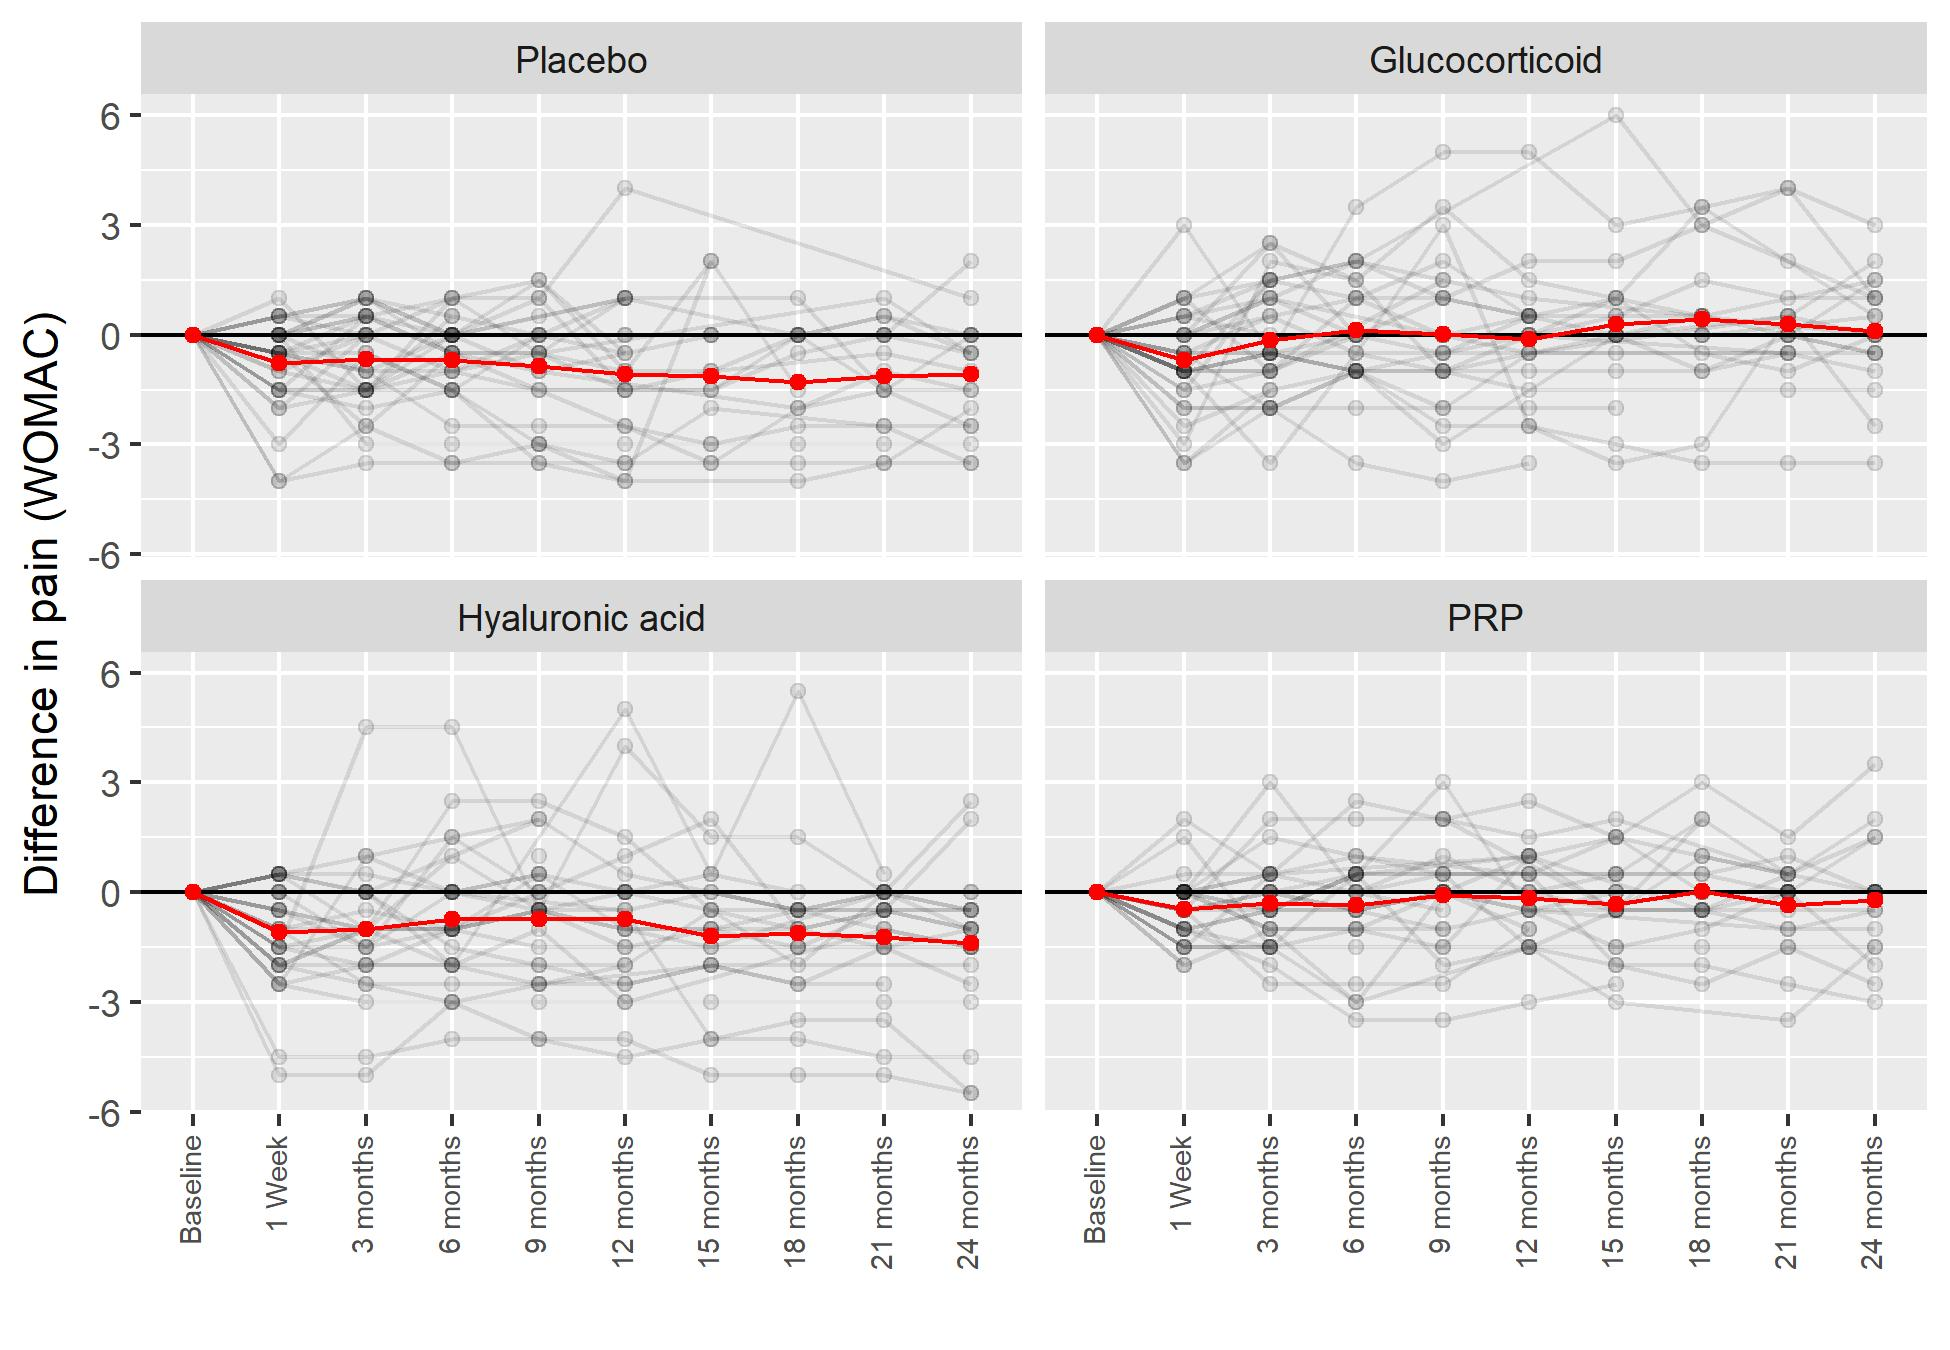 Placebo
Glucocorticoid
6
3
0
-3
-6
Hyaluronic acid
PRP
6
3
0
-3
-6
Difference in pain (WOMAC)
Baseline
1 Week
3 months
6 months
9 months
12 months
15 months
18 months
21 months
24 months
Baseline
1 Week
3 months
6 months
9 months
12 months
15 months
18 months
21 months
24 months